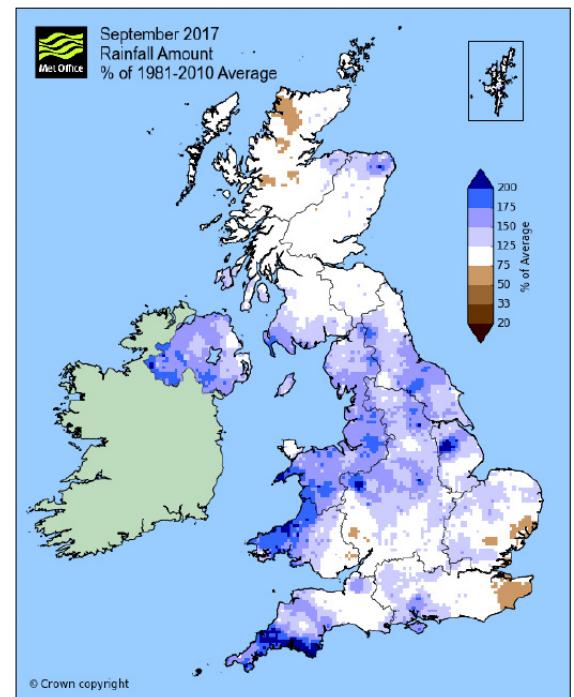 Met Office
September 2017
Rainfall Amount
% of 1981-2010 Average
200
175
150
125
75
50
33
20
% of Average
© Crown copyright